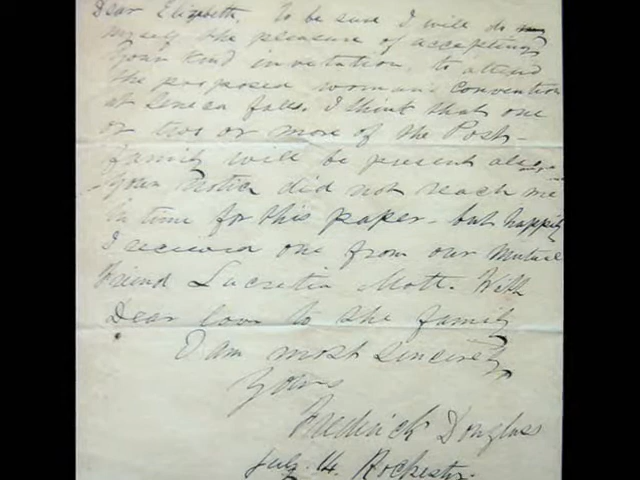 Dear Elizabeth. To be sure I will do my
myself the pleasure of accepting
your kind invitation to attend
the proposed woman's convention
at Seneca falls. I think that one
or two or more of the Post-
family will be present also.
Your notice did not reach me
in time for this paper - but happily
I received one from our mutual
friend Lucretia Mott. With
Dear love to the family
I am most sincerely
Yours
Frederick Douglass
July. 14. Rochester.